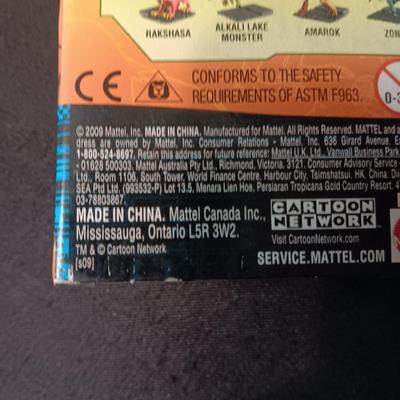 RAKSHASA
ALKALI LAKE
MONSTER
AMAROK
ZON
CE
CONFORMS TO THE SAFETY
REQUIREMENTS OF ASTM F963.
0-3
© 2009 Mattel, Inc. MADE IN CHINA. Manufactured for Mattel. All Rights Reserved. MATTEL and
dress are owned by Mattel, Inc. Consumer Relations - Mattel, Inc. 636 Girard Avenue,
1-800-524-8697. Retain this address for future reference: Mattel U.K. Ltd., Vanwall Business Park
- 01628 500303. Mattel Australia Pty Ltd., Richmond, Victoria. 3121. Consumer Advisory Service
Ltd., Room 1106, South Tower, World Finance Centre, Harbour City, Tsimshatsui, HK, China.
SEA Ptd Ltd. (993532-P) Lot 13.5, Menara Lien Hoe, Persiaran Tropicana Gold Country Resort, 47
03-78803867.
MADE IN CHINA. Mattel Canada Inc.,
Mississauga, Ontario L5R 3W2.
TM & © Cartoon Network
[s09]
CARTOON
NETWORK
Visit CartoonNetwork.com
SERVICE.MATTEL.COM